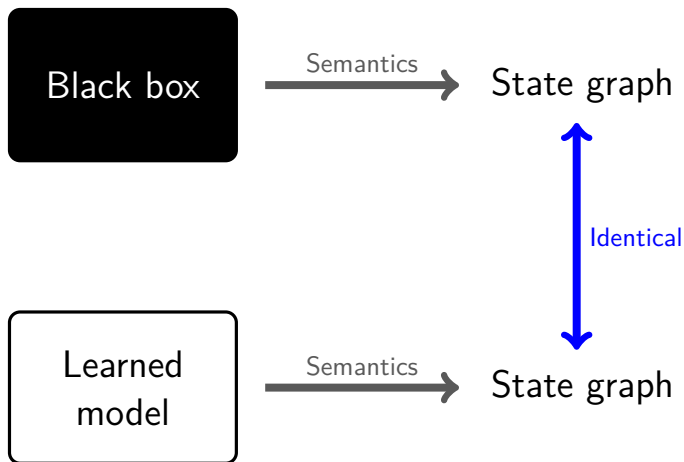 Black box
Semantics
State graph
Identical
Learned
model
Semantics
State graph